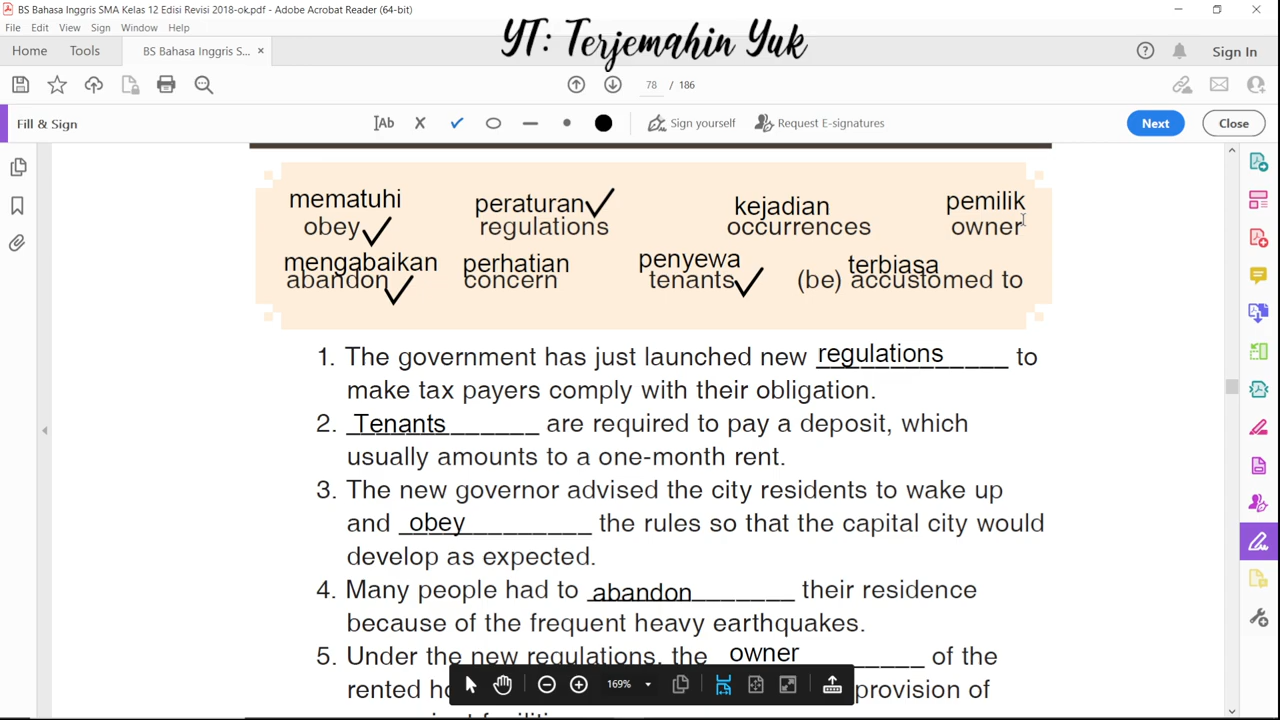 BS Bahasa Inggris SMA Kelas 12 Edisi Revisi 2018-ok.pdf - Adobe Acrobat Reader (64-bit)
File Edit View Sign Window Help
YT: Terjemahin Yuk
Home Tools BS Bahasa Inggris S... × Sign In
78 / 186
Fill & Sign Ab X Sign yourself Request E-signatures Next Close
mematuhi peraturan kejadian pemilik
obey regulations occurrences owner
mengabaikan perhatian penyewa terbiasa
abandon concern tenants (be) accustomed to
1. The government has just launched new regulations to
make tax payers comply with their obligation.
2. Tenants are required to pay a deposit, which
usually amounts to a one-month rent.
3. The new governor advised the city residents to wake up
and obey the rules so that the capital city would
develop as expected.
4. Many people had to abandon their residence
because of the frequent heavy earthquakes.
5. Under the new regulations, the owner of the
rented provision of
169%